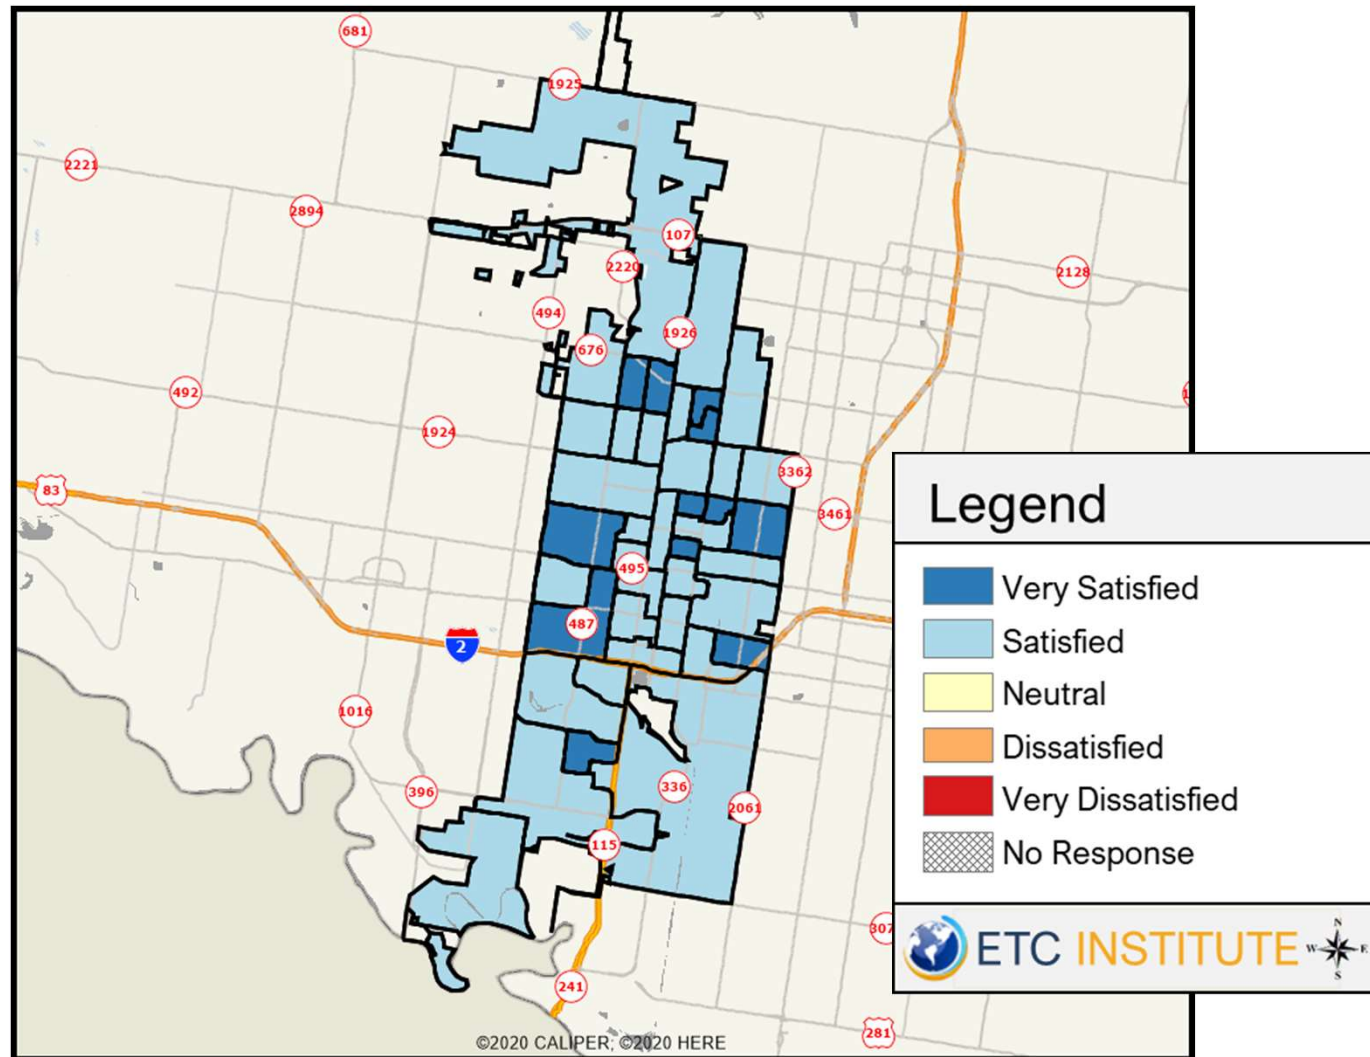 681
1925
2221
2894
107
2220
2128
494
1926
676
492
1924
3362
83
3461
495
487
2
1016
336
396
2061
115
307
241
281
©2020 CALIPER; ©2020 HERE
Legend
Very Satisfied
Satisfied
Neutral
Dissatisfied
Very Dissatisfied
No Response
ETC INSTITUTE
N
W E
S